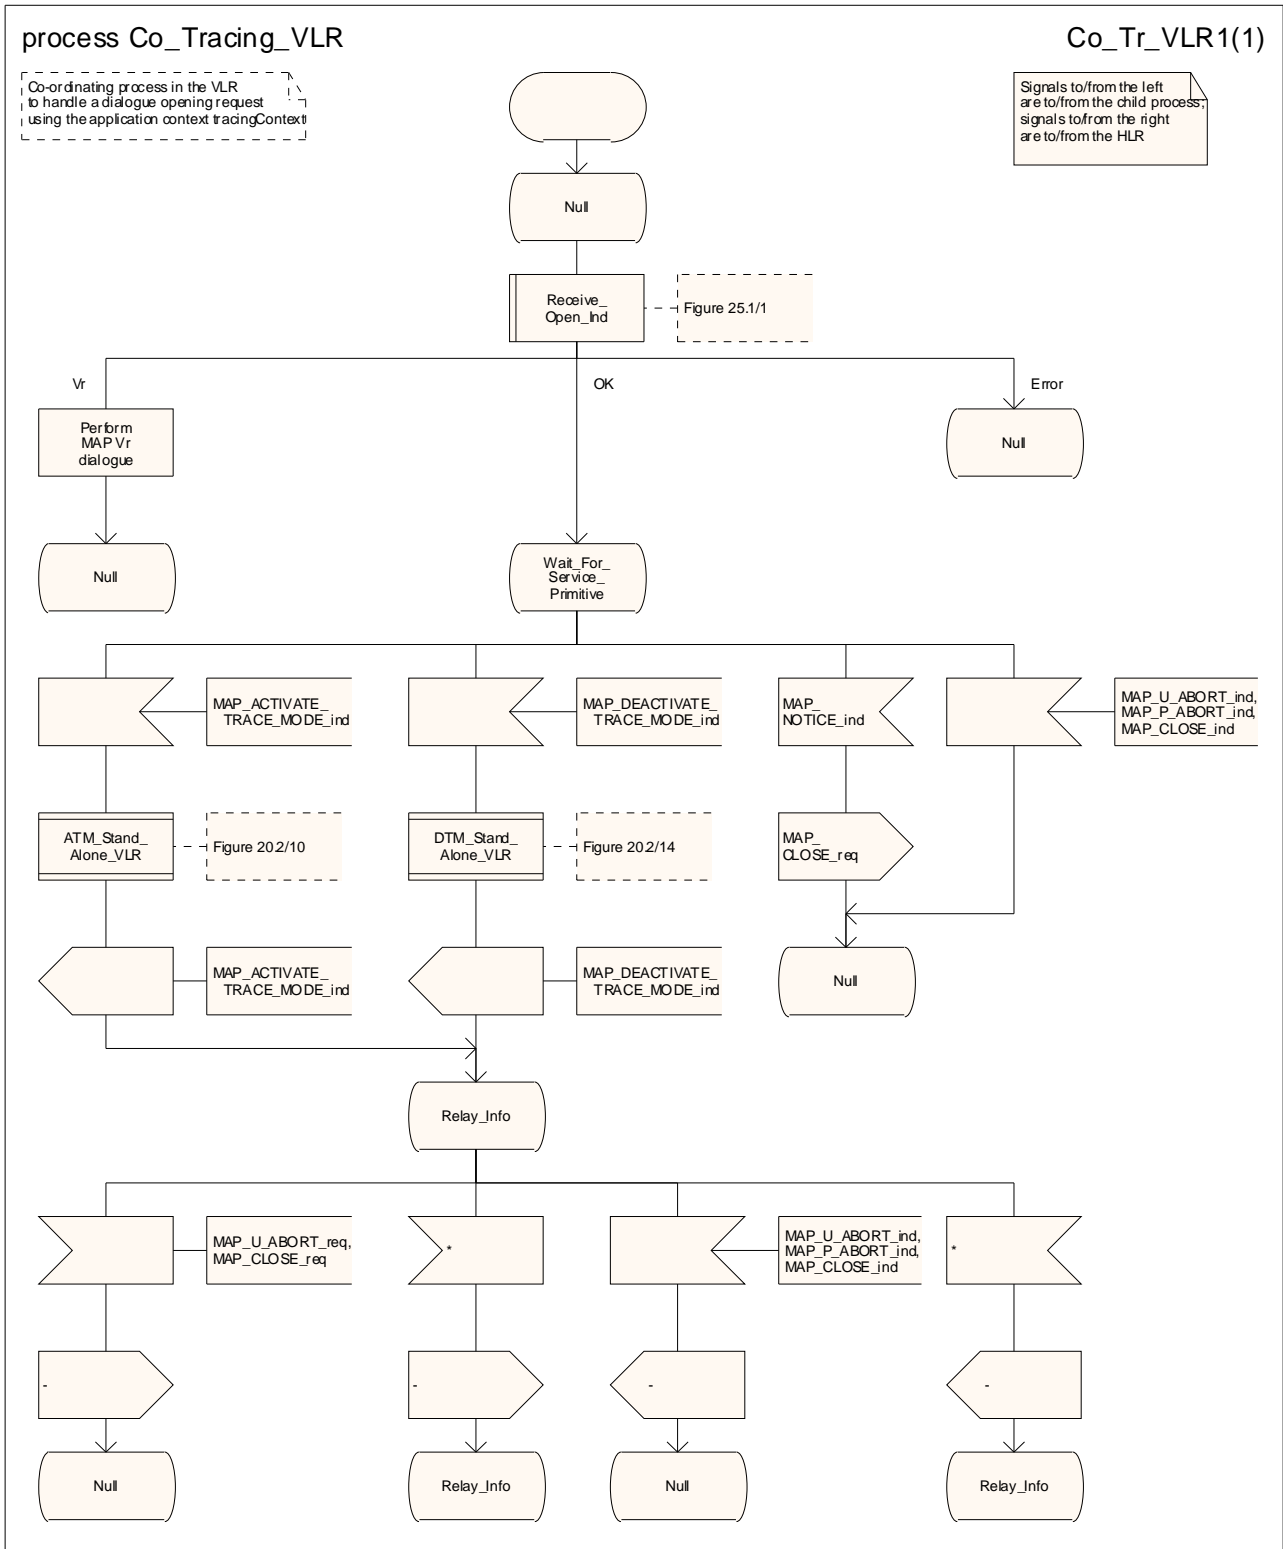 process Co_Tracing_VLR
Co_Tr_VLR1(1)
Co-ordinating process in the VLR
to handle a dialogue opening request
using the application context tracingContext
Signals to/from the left
are to/from the child process;
signals to/from the right
are to/from the HLR
Null
Receive_
Open_Ind
Figure 25.1/1
Vr
OK
Error
Perform
MAP Vr
dialogue
Null
Null
Wait_For_
Service_
Primitive
MAP_ACTIVATE_
TRACE_MODE_ind
MAP_DEACTIVATE_
TRACE_MODE_ind
MAP_
NOTICE_ind
MAP_U_ABORT_ind,
MAP_P_ABORT_ind,
MAP_CLOSE_ind
ATM_Stand_
Alone_VLR
Figure 20.2/10
DTM_Stand_
Alone_VLR
Figure 20.2/14
MAP_
CLOSE_req
MAP_ACTIVATE_
TRACE_MODE_ind
MAP_DEACTIVATE_
TRACE_MODE_ind
Null
Relay_Info
MAP_U_ABORT_req,
MAP_CLOSE_req
*
MAP_U_ABORT_ind,
MAP_P_ABORT_ind,
MAP_CLOSE_ind
*
-
-
-
-
Null
Relay_Info
Null
Relay_Info